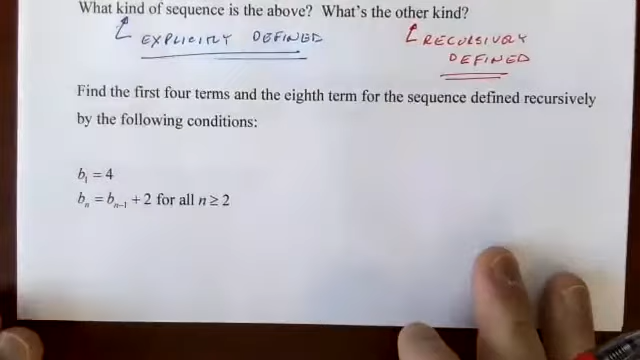 What kind of sequence is the above? What's the other kind?
EXPLICITLY DEFINED
RECURSIVELY
DEFINED
Find the first four terms and the eighth term for the sequence defined recursively
by the following conditions:
b₁ = 4
bₙ = bₙ₋₁ + 2 for all n ≥ 2